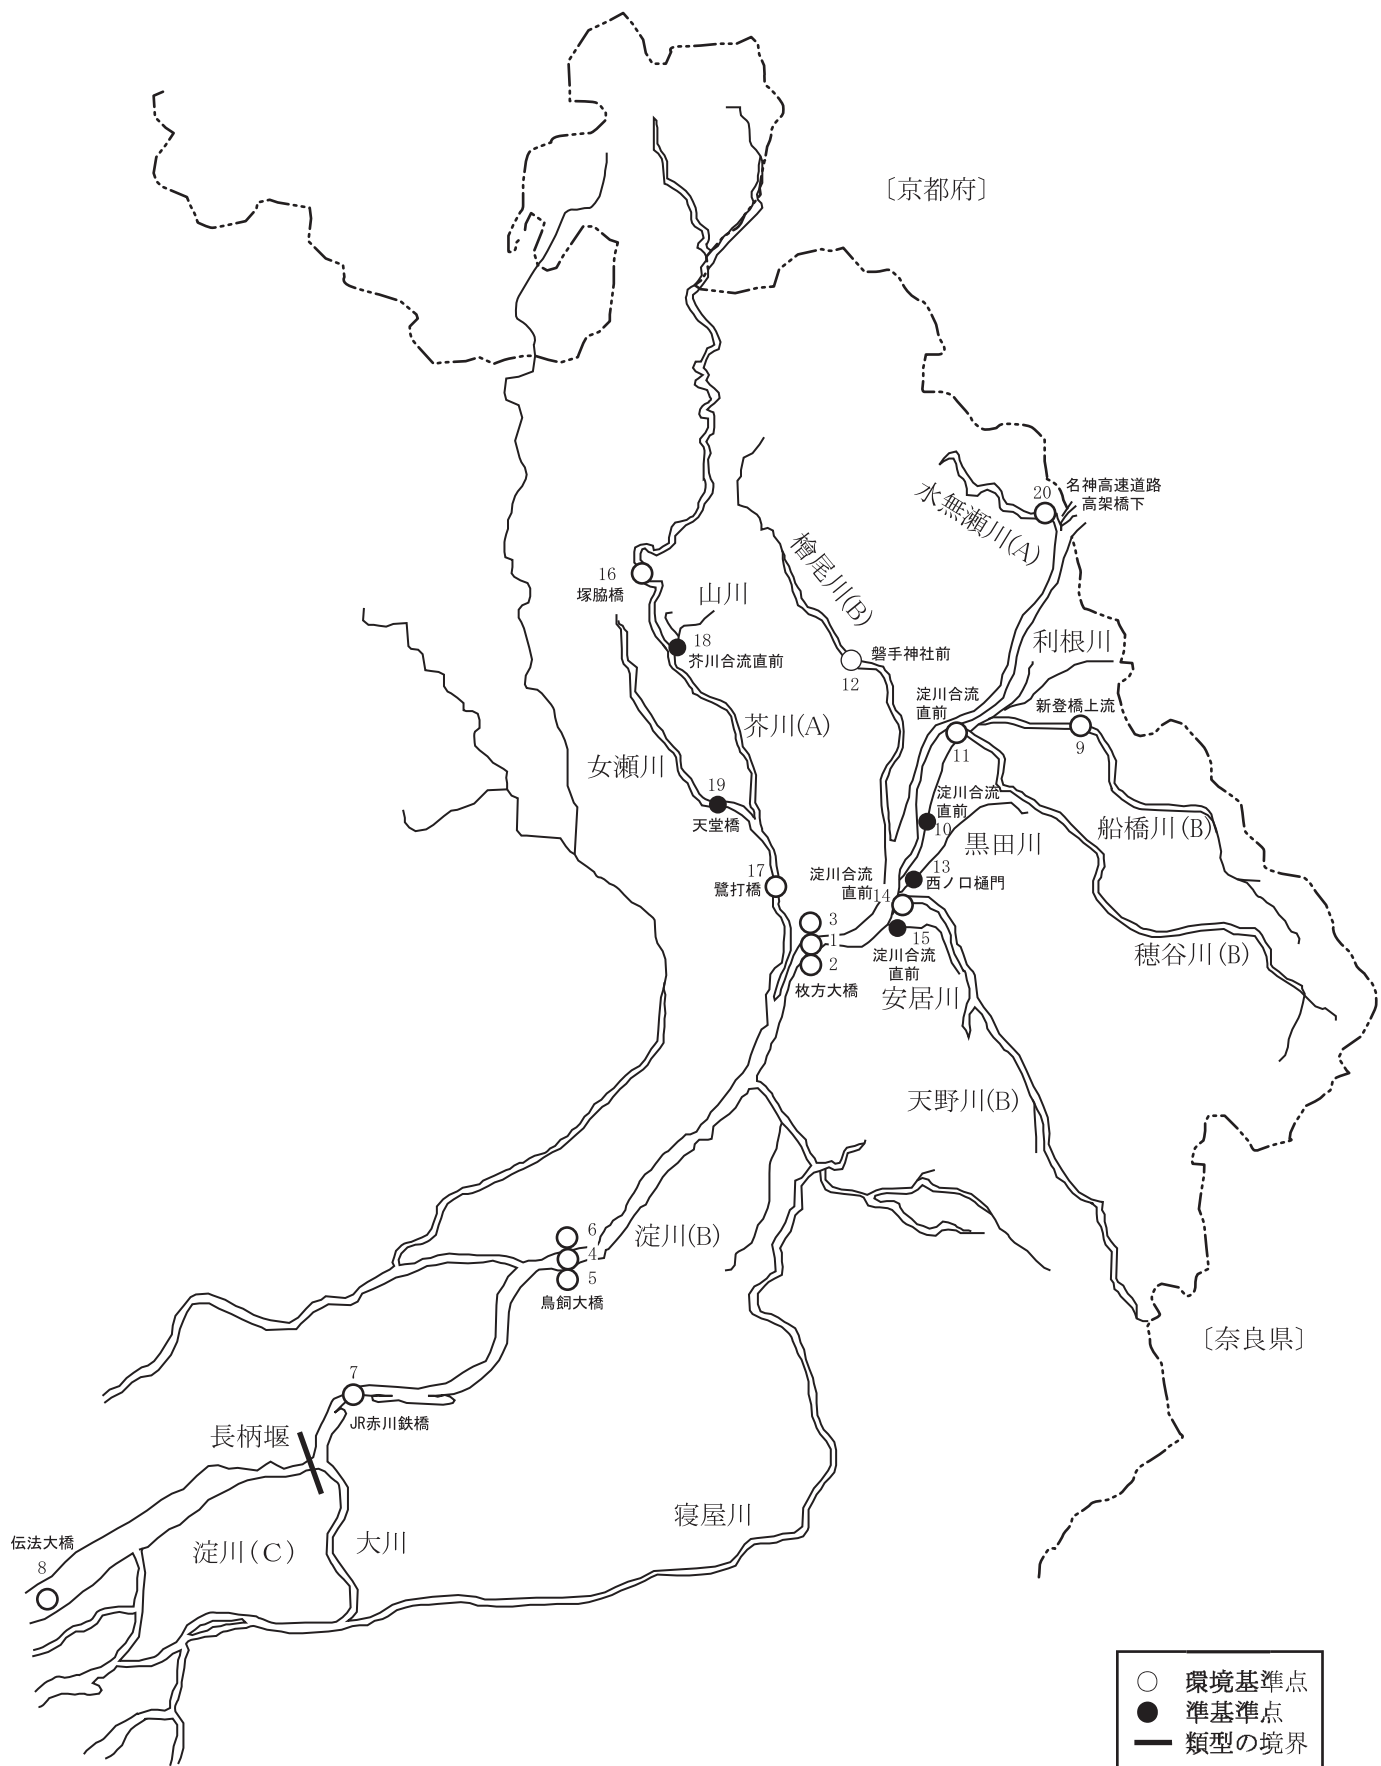 〔京都府〕
20
名神高速道路
高架橋下
水無瀬川(A)
檜尾川(B)
16
塚脇橋
山川
18
芥川合流直前
利根川
磐手神社前
12
淀川合流
直前
新登橋上流
11
9
芥川(A)
女瀬川
19
天堂橋
淀川合流
直前
10
船橋川(B)
黒田川
17
鷺打橋
淀川合流
直前
14
13
西ノ口樋門
3
1
2
枚方大橋
15
淀川合流
直前
安居川
穂谷川(B)
天野川(B)
6
4
5
鳥飼大橋
淀川(B)
〔奈良県〕
7
JR赤川鉄橋
長柄堰
寝屋川
伝法大橋
8
淀川(C)
大川
環境基準点
準基準点
類型の境界